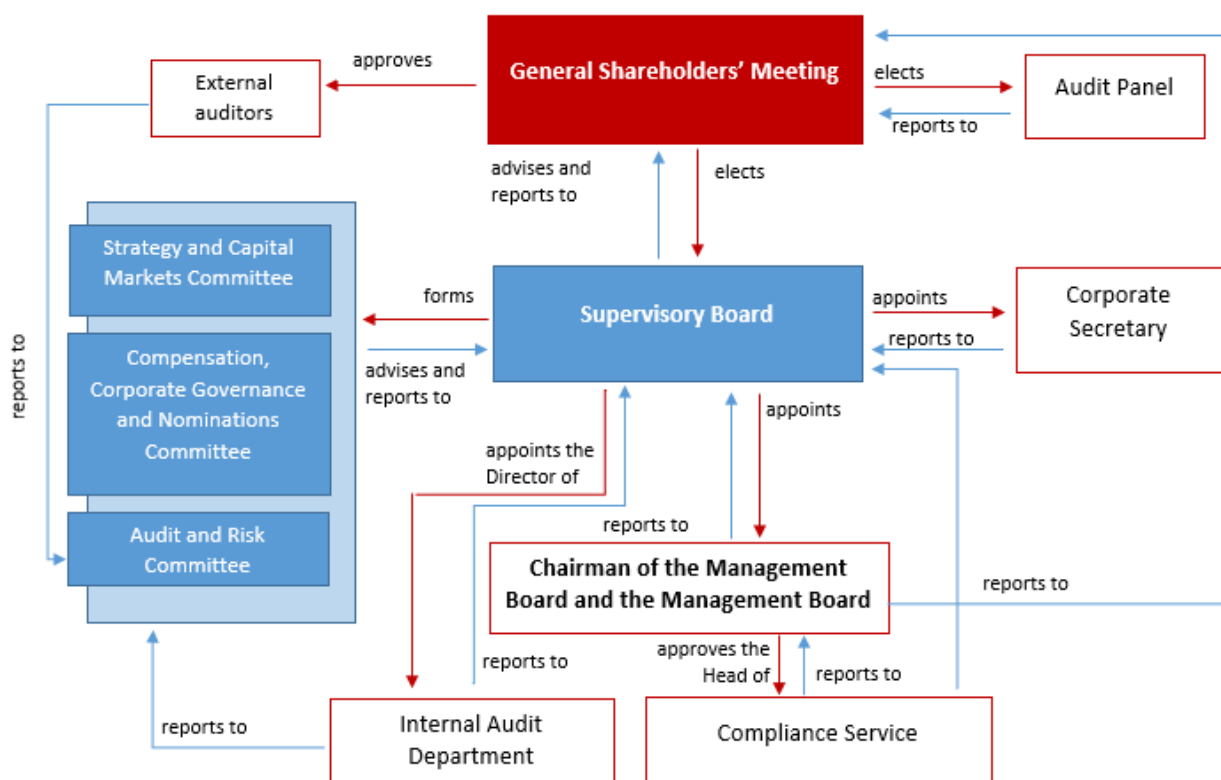 General Shareholders’ Meeting
approves
External
auditors
elects
Audit Panel
reports to
advises and
reports to
elects
Strategy and Capital
Markets Committee
forms
Supervisory Board
appoints
Corporate
Secretary
reports to
reports to
Compensation,
Corporate Governance
and Nominations
Committee
advises and
reports to
appoints
appoints the
Director of
Audit and Risk
Committee
reports to
Chairman of the Management
Board and the Management Board
reports to
approves the
Head of
reports to
reports to
reports to
Internal Audit
Department
Compliance Service